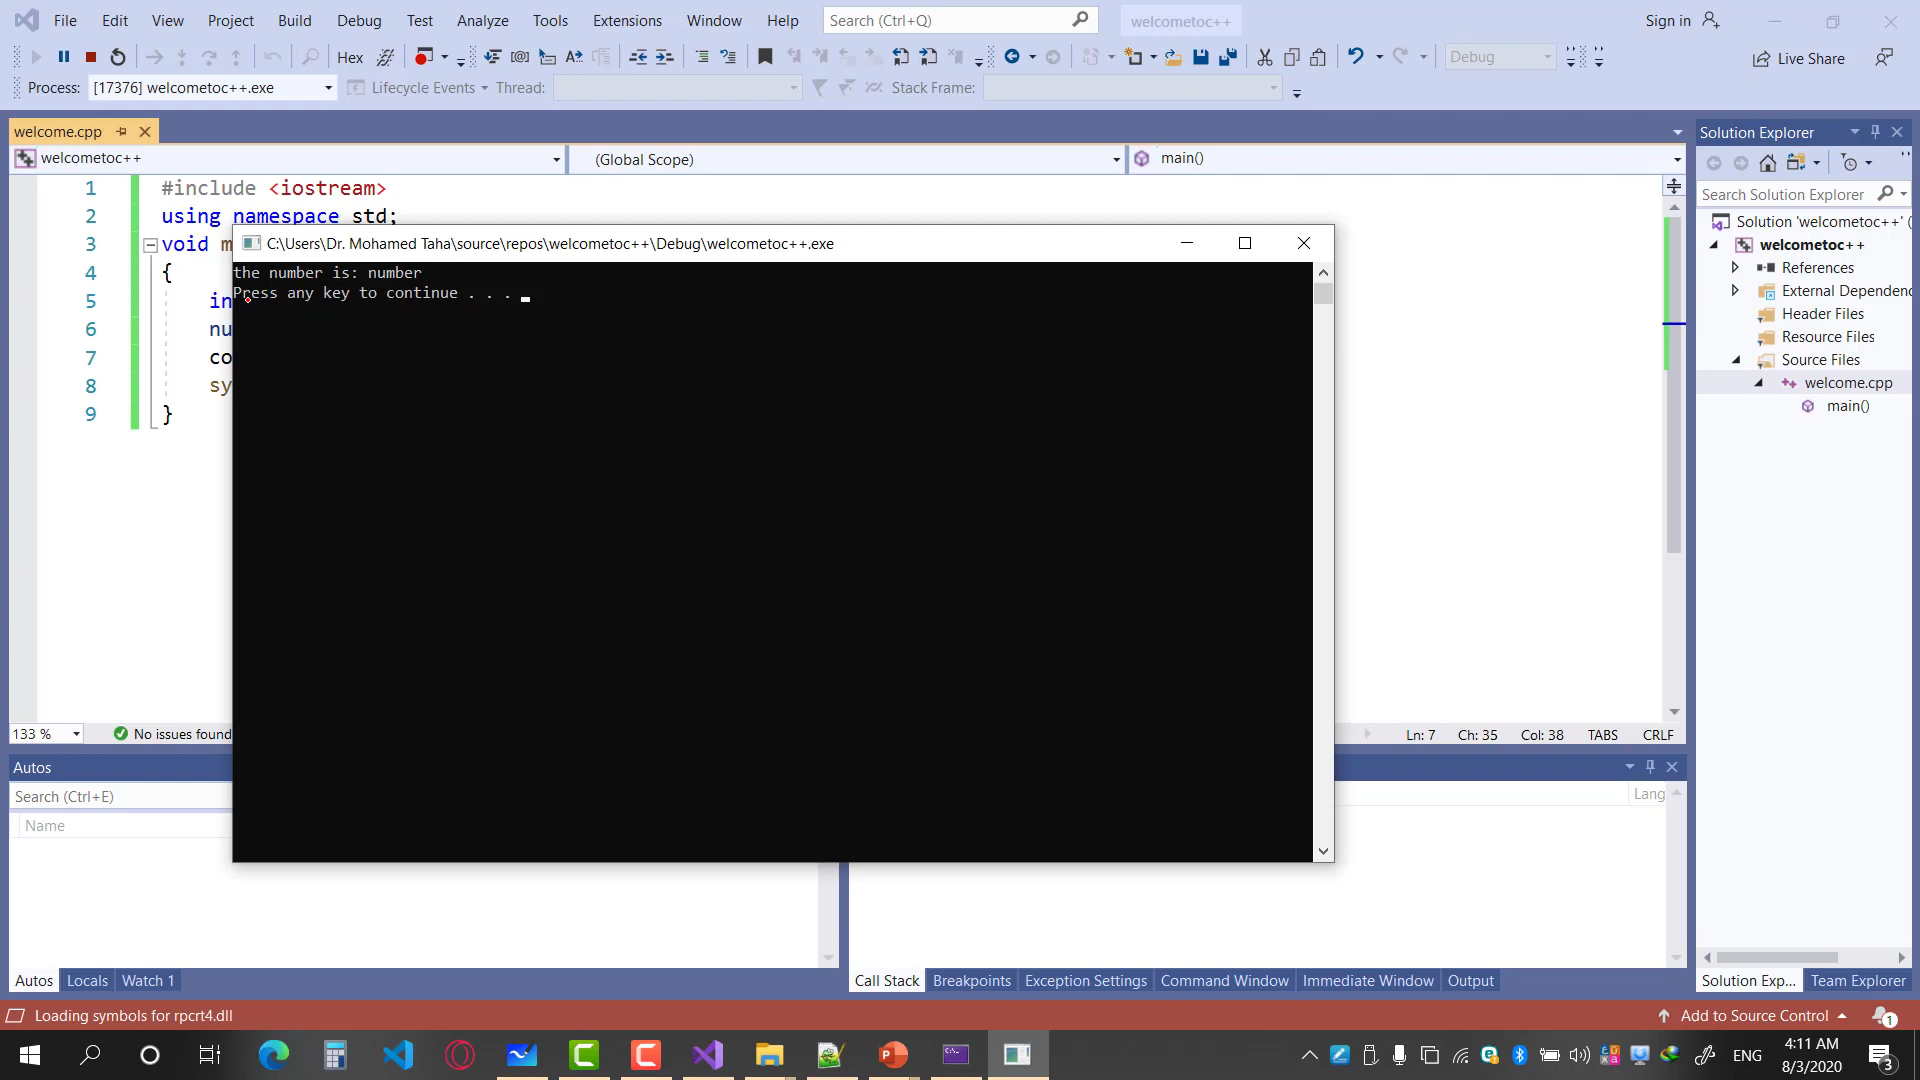 File Edit View Project Build Debug Test Analyze Tools Extensions Window Help Search (Ctrl+Q) welcometoc++ Sign in
Hex Debug Live Share
Process: [17376] welcometoc++.exe Lifecycle Events Thread: Stack Frame:
welcome.cpp
welcometoc++ (Global Scope) main()
1 #include <iostream>
2 using namespace std;
3 void m
4 {
5 in
6 nu
7 co
8 sy
9 }
C:\Users\Dr. Mohamed Taha\source\repos\welcometoc++\Debug\welcometoc++.exe
the number is: number
Press any key to continue . . .
133 % No issues found Ln: 7 Ch: 35 Col: 38 TABS CRLF
Solution Explorer
Search Solution Explorer
Solution 'welcometoc++' (
welcometoc++
References
External Dependenc
Header Files
Resource Files
Source Files
welcome.cpp
main()
Autos
Search (Ctrl+E)
Name
Lang
Autos Locals Watch 1
Call Stack Breakpoints Exception Settings Command Window Immediate Window Output
Solution Exp... Team Explorer
Loading symbols for rpcrt4.dll Add to Source Control 1
ENG 4:11 AM
8/3/2020 3